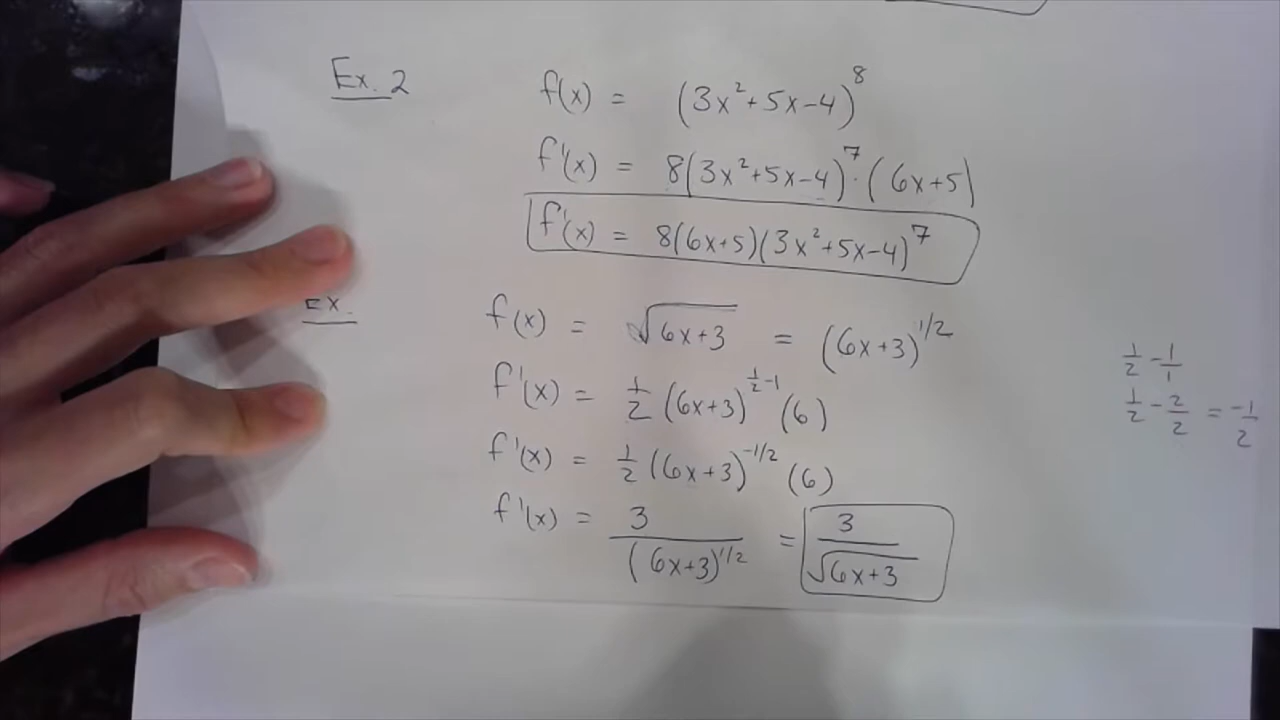 Ex. 2
f(x) = (3x²+5x-4)⁸
f'(x) = 8(3x²+5x-4)⁷·(6x+5)
f'(x) = 8(6x+5)(3x²+5x-4)⁷
Ex.
f(x) = √(6x+3) = (6x+3)^1/2
f'(x) = 1/2 (6x+3)^1/2-1 (6)
f'(x) = 1/2 (6x+3)^-1/2 (6)
f'(x) = 3/(6x+3)^1/2 = 3/√(6x+3)
1/2 - 1/1
1/2 - 2/2 = -1/2